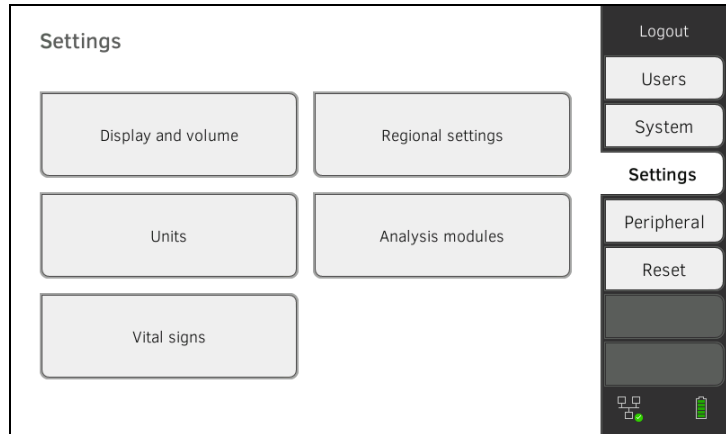 Settings
Display and volume
Regional settings
Units
Analysis modules
Vital signs
Logout
Users
System
Settings
Peripheral
Reset